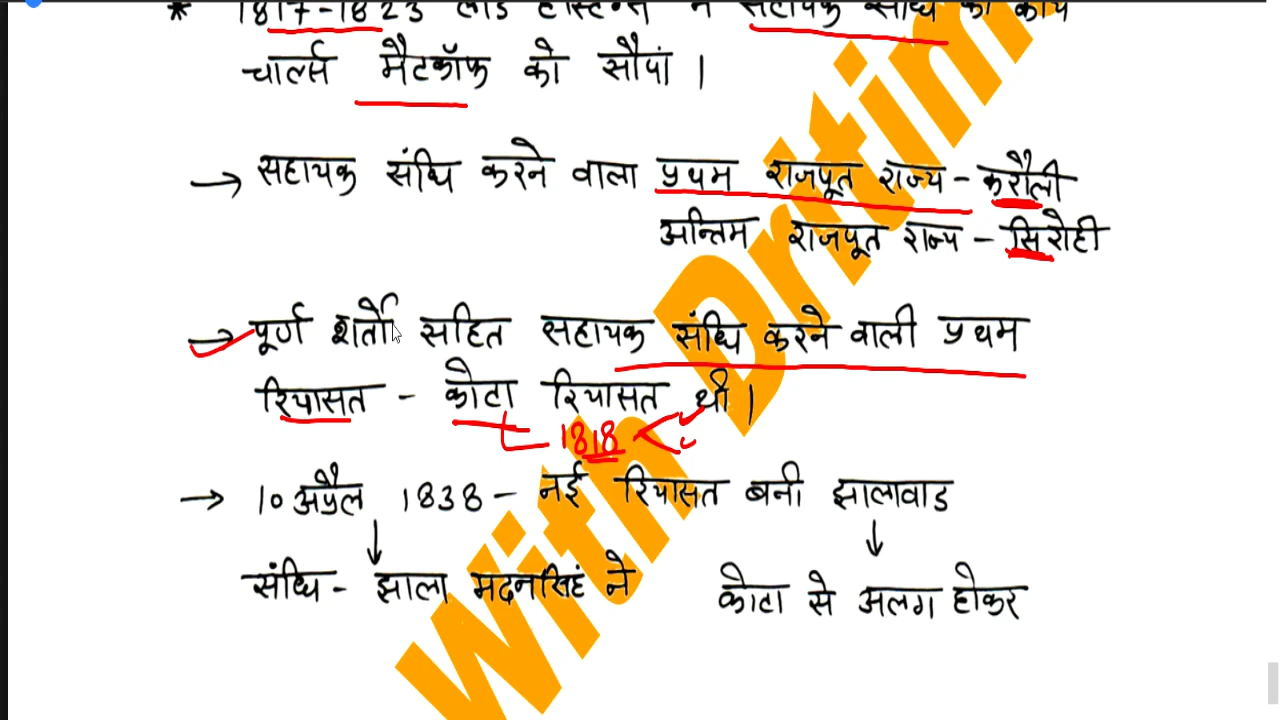 * 1817-1823 लार्ड हेस्टिंग्स ने सहायक संधि का कार्य
चार्ल्स मैटकॉफ को सौपां ।
→ सहायक संधि करने वाला प्रथम राजपूत राज्य - करौली
अन्तिम राजपूत राज्य - सिरोही
→ पूर्ण शर्तो सहित सहायक संधि करने वाली प्रथम
रियासत - कोटा रियासत थी ।
1818
→ 10 अप्रैल 1838 - नई रियासत बनी झालावाड
संधि - झाला मदनसिहं ने कोटा से अलग होकर
With Dritim